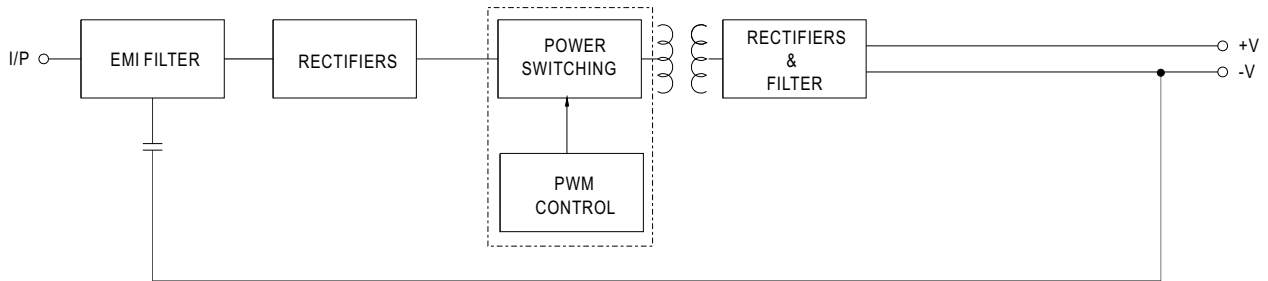 I/P
EMI FILTER
RECTIFIERS
POWER
SWITCHING
PWM
CONTROL
RECTIFIERS
&
FILTER
+V
-V